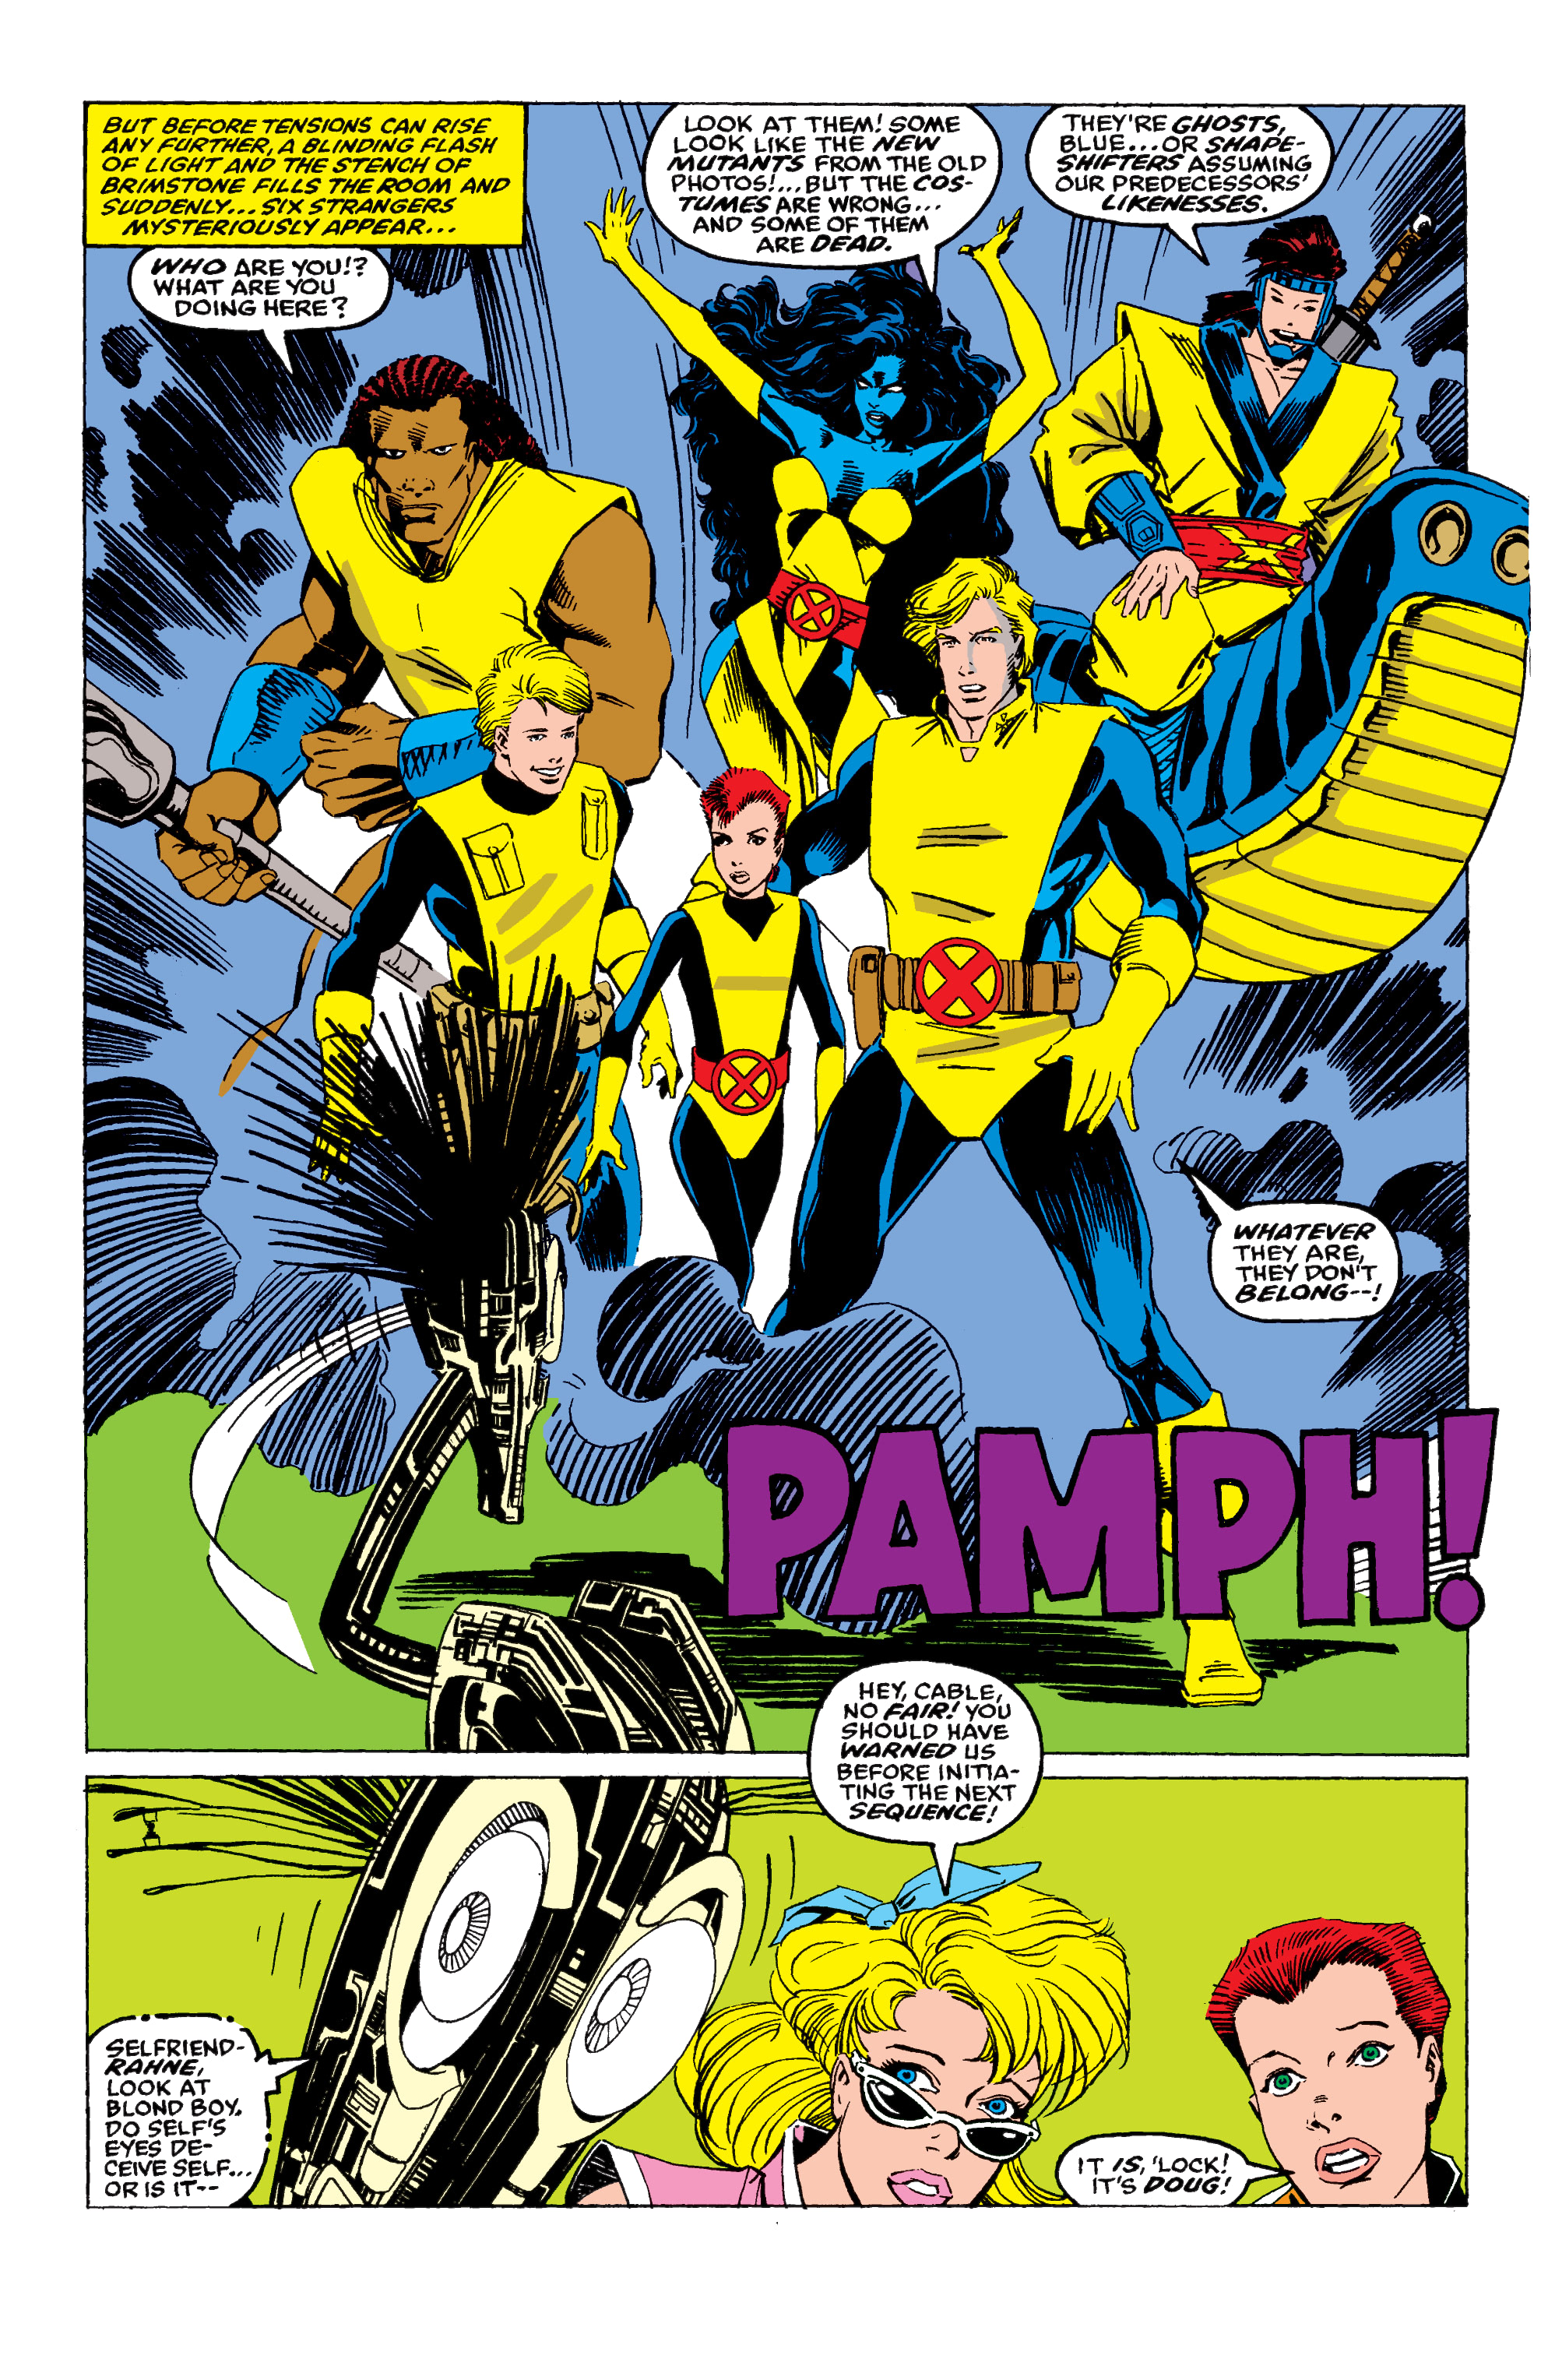 BUT BEFORE TENSIONS CAN RISE
ANY FURTHER, A BLINDING FLASH
OF LIGHT AND THE STENCH OF
BRIMSTONE FILLS THE ROOM AND
SUDDENLY... SIX STRANGERS
MYSTERIOUSLY APPEAR...
WHO ARE YOU!?
WHAT ARE YOU
DOING HERE?
LOOK AT THEM! SOME
LOOK LIKE THE NEW
MUTANTS FROM THE OLD
PHOTOS!...BUT THE COS-
TUMES ARE WRONG...
AND SOME OF THEM
ARE DEAD.
THEY'RE GHOSTS,
BLUE...OR SHAPE-
SHIFTERS ASSUMING
OUR PREDECESSORS'
LIKENESSES.
WHATEVER
THEY ARE,
THEY DON'T
BELONG--!
PAMPH!
HEY, CABLE,
NO FAIR! YOU
SHOULD HAVE
WARNED US
BEFORE INITIA-
TING THE NEXT
SEQUENCE!
SELFRIEND-
RAHNE,
LOOK AT
BLOND BOY.
DO SELF'S
EYES DE-
CEIVE SELF...
OR IS IT--
IT IS, 'LOCK!
IT'S DOUG!